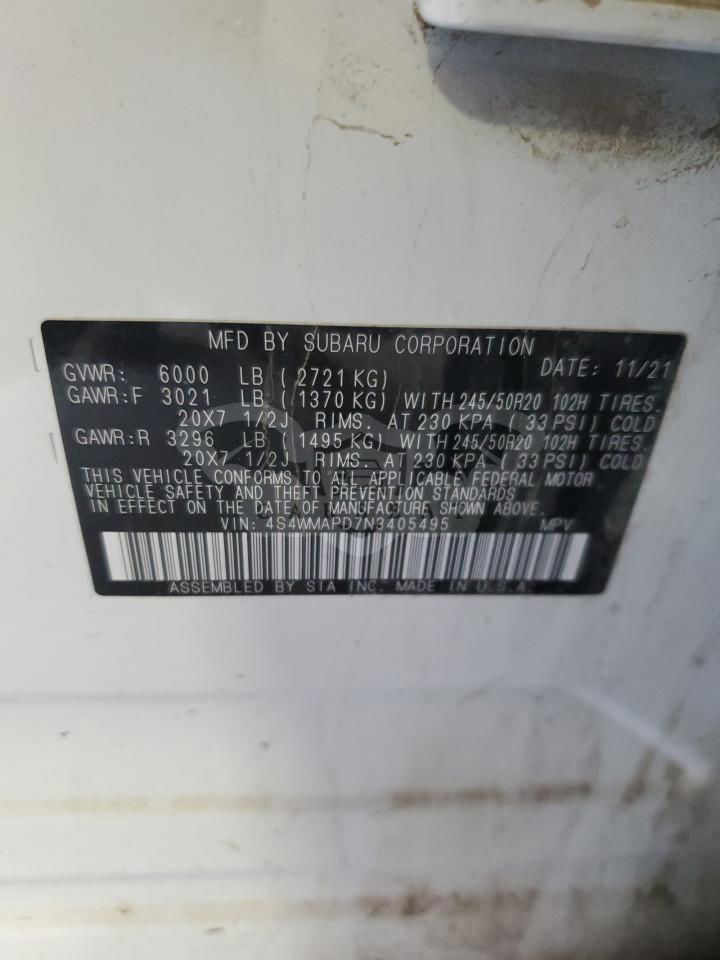 MFD BY SUBARU CORPORATION
GVWR: 6000 LB ( 2721 KG) DATE: 11/21
GAWR:F 3021 LB ( 1370 KG) WITH 245/50R20 102H TIRES.
20X7 1/2J RIMS. AT 230 KPA ( 33 PSI) COLD
GAWR:R 3296 LB ( 1495 KG) WITH 245/50R20 102H TIRES.
20X7 1/2J RIMS. AT 230 KPA ( 33 PSI) COLD
THIS VEHICLE CONFORMS TO ALL APPLICABLE FEDERAL MOTOR
VEHICLE SAFETY AND THEFT PREVENTION STANDARDS
IN EFFECT ON THE DATE OF MANUFACTURE SHOWN ABOVE.
VIN: 4S4WMAPD7N3405495 MPV
ASSEMBLED BY SIA INC. MADE IN U.S.A.